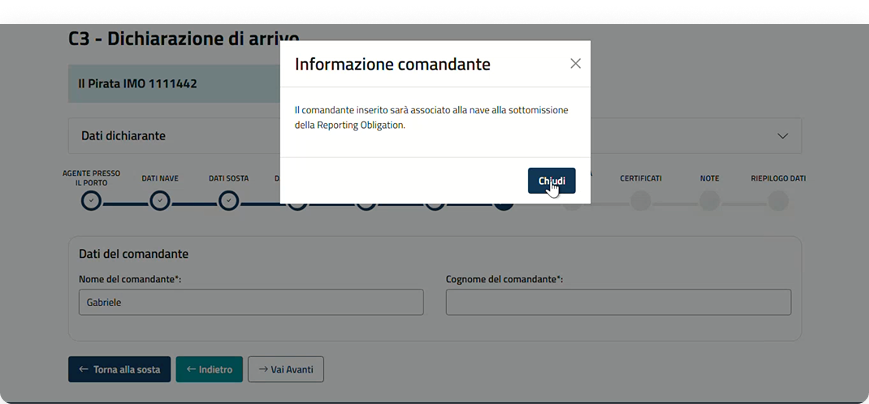 C3 - Dichiarazione di arrivo
Informazione comandante
Il Pirata IMO 1111442
Il comandante inserito sarà associato alla nave alla sottomissione
della Reporting Obligation.
Dati dichiarante
Chiudi
AGENTE PRESSO
IL PORTO
DATI NAVE
DATI SOSTA
CERTIFICATI
NOTE
RIEPILOGO DATI
Dati del comandante
Nome del comandante*:
Cognome del comandante*:
Gabriele
← Torna alla sosta
← Indietro
→ Vai Avanti